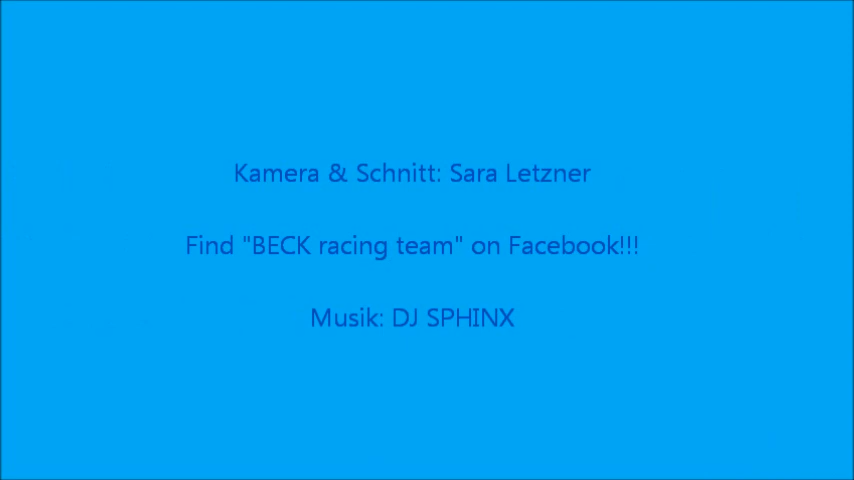 Kamera & Schnitt: Sara Letzner
Find "BECK racing team" on Facebook!!!
Musik: DJ SPHINX